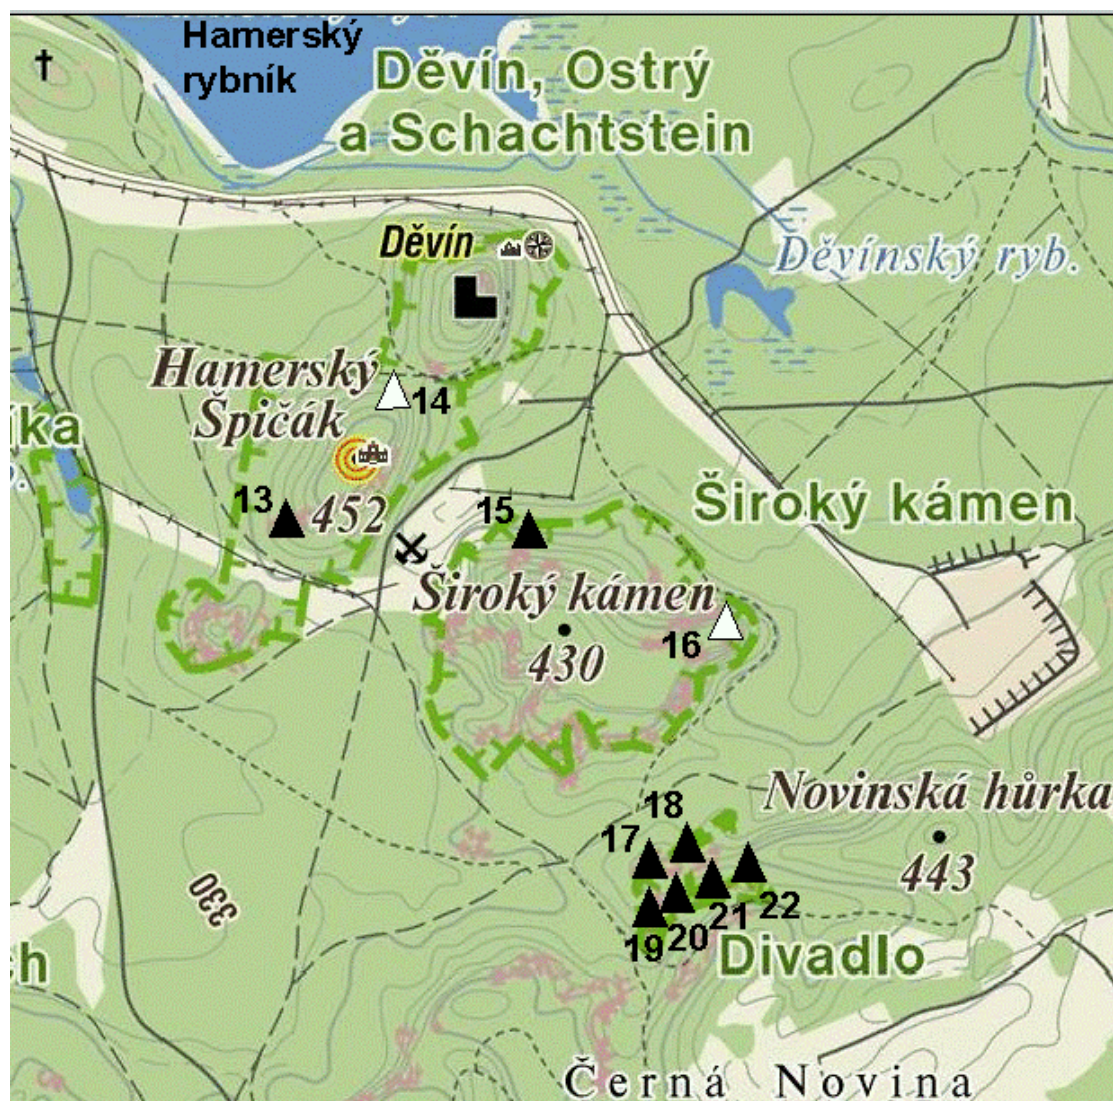 Hamerský
rybník
Děvín, Ostrý
a Schachtstein
Děvín
Děvínský ryb.
Hamerský
Špičák
14
13
452
15
Široký kámen
Široký kámen
430
16
Novinská hůrka
443
18
17
19
20
21
22
Divadlo
330
Černá Novina